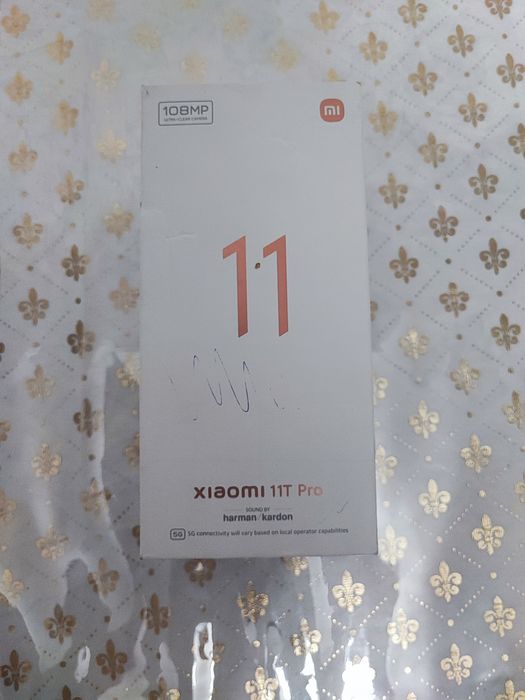 108MP
ULTRA-CLEAR CAMERA
mi
11
xiaomi 11T Pro
SOUND BY
harman/kardon
5G 5G connectivity will vary based on local operator capabilities